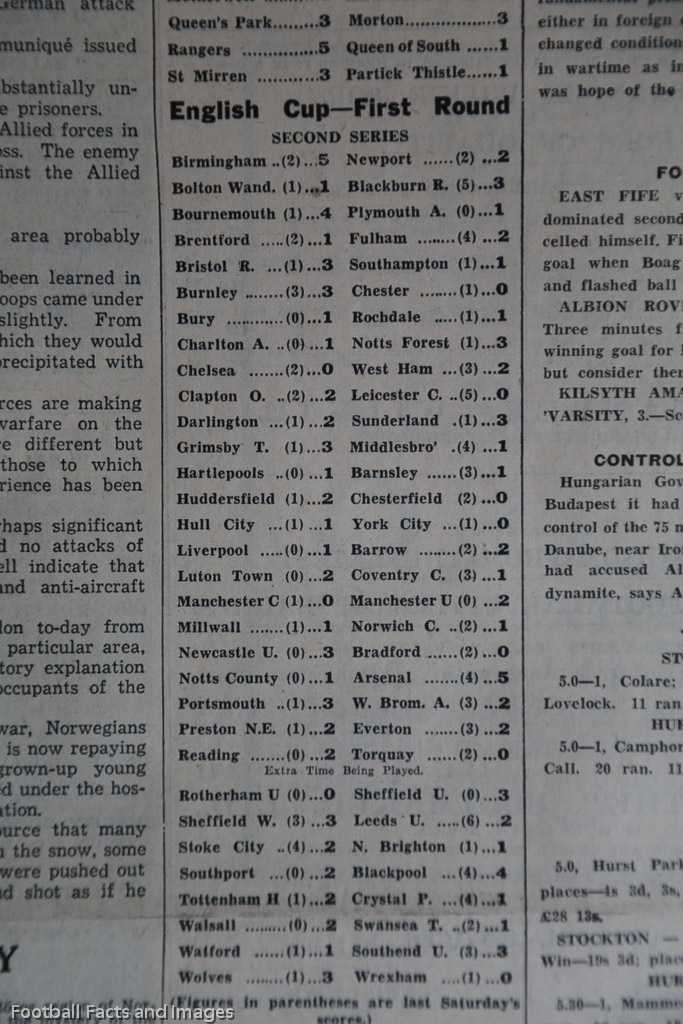 German attack
muniqué issued
bstantially un-
e prisoners.
Allied forces in
oss. The enemy
inst the Allied
area probably
been learned in
oops came under
slightly. From
hich they would
precipitated with
rces are making
warfare on the
re different but
those to which
rience has been
rhaps significant
d no attacks of
ell indicate that
and anti-aircraft
don to-day from
particular area,
tory explanation
occupants of the
war, Norwegians
is now repaying
grown-up young
d under the hos-
ation.
ource that many
n the snow, some
were pushed out
nd shot as if he
Y
Queen's Park.......3 Morton................3
Rangers ..............5 Queen of South ......1
St Mirren ............3 Partick Thistle......1
English Cup—First Round
SECOND SERIES
Birmingham ..(2)...5 Newport ......(2) ...2
Bolton Wand. (1)...1 Blackburn R. (5)...3
Bournemouth (1)...4 Plymouth A. (0)...1
Brentford .....(2)...1 Fulham ........(4) ...2
Bristol R. ...(1)...3 Southampton (1)...1
Burnley .......(3)...3 Chester ........(1)...0
Bury ............(0)...1 Rochdale .....(1)...1
Charlton A. ..(0)...1 Notts Forest (1)...3
Chelsea .......(2)...0 West Ham ...(3) ...2
Clapton O. ..(2)...2 Leicester C. ..(5)...0
Darlington ...(1)...2 Sunderland .(1)...3
Grimsby T. (1)...3 Middlesbro' .(4) ...1
Hartlepools ..(0)...1 Barnsley ......(3)...1
Huddersfield (1)...2 Chesterfield (2)...0
Hull City ...(1)...1 York City ...(1)...0
Liverpool .....(0)...1 Barrow ........(2) ...2
Luton Town (0)...2 Coventry C. (3)...1
Manchester C (1)...0 Manchester U (0) ...2
Millwall .......(1)...1 Norwich C. ..(2)...1
Newcastle U. (0)...3 Bradford ......(2)...0
Notts County (0)...1 Arsenal .......(4)...5
Portsmouth ..(1)...3 W. Brom. A. (3) ...2
Preston N.E. (1)...2 Everton .......(3)...2
Reading .......(0)...2 Torquay ......(2) ...0
Extra Time Being Played.
Rotherham U (0)...0 Sheffield U. (0)...3
Sheffield W. (3) ...3 Leeds U. .....(6) ...2
Stoke City ..(4)...2 N. Brighton (1)...1
Southport ...(0)...2 Blackpool ....(4)...4
Tottenham H (1)...2 Crystal P. ...(4)...1
Walsall .........(0)...2 Swansea T. ..(2)...1
Watford ......(1)...1 Southend U. (3)...3
Wolves ........(1)...3 Wrexham ....(1) ...0
(Figures in parentheses are last Saturday's
scores.)
either in foreign
changed condition
in wartime as in
was hope of the
FO
EAST FIFE v
dominated second
celled himself. Fi
goal when Boag
and flashed ball
ALBION ROV
Three minutes f
winning goal for
but consider ther
KILSYTH AMA
'VARSITY, 3.—Sc
CONTROL
Hungarian Gov
Budapest it had
control of the 75 m
Danube, near Iro
had accused Al
dynamite, says A
ST
5.0—1, Colare;
Lovelock. 11 ran
HUR
5.0—1, Camphor
Call. 20 ran. 11
5.0, Hurst Park
places—4s 3d, 3s,
£28 13s.
STOCKTON —
Win—19s 3d; plac
HUR
5.30—1, Mamme
Football Facts and Images